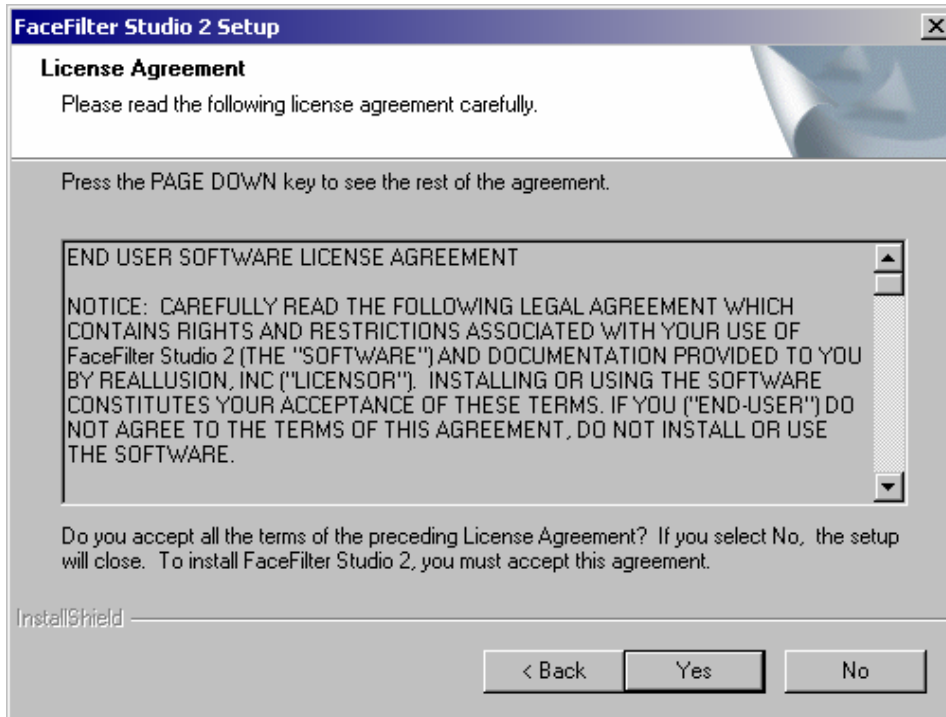 FaceFilter Studio 2 Setup
License Agreement
Please read the following license agreement carefully.
Press the PAGE DOWN key to see the rest of the agreement.
END USER SOFTWARE LICENSE AGREEMENT
NOTICE:  CAREFULLY READ THE FOLLOWING LEGAL AGREEMENT WHICH
CONTAINS RIGHTS AND RESTRICTIONS ASSOCIATED WITH YOUR USE OF
FaceFilter Studio 2 (THE "SOFTWARE") AND DOCUMENTATION PROVIDED TO YOU
BY REALLUSION, INC ("LICENSOR").  INSTALLING OR USING THE SOFTWARE
CONSTITUTES YOUR ACCEPTANCE OF THESE TERMS. IF YOU ("END-USER") DO
NOT AGREE TO THE TERMS OF THIS AGREEMENT, DO NOT INSTALL OR USE
THE SOFTWARE.
Do you accept all the terms of the preceding License Agreement?  If you select No,  the setup
will close.  To install FaceFilter Studio 2, you must accept this agreement.
InstallShield
< Back Yes No